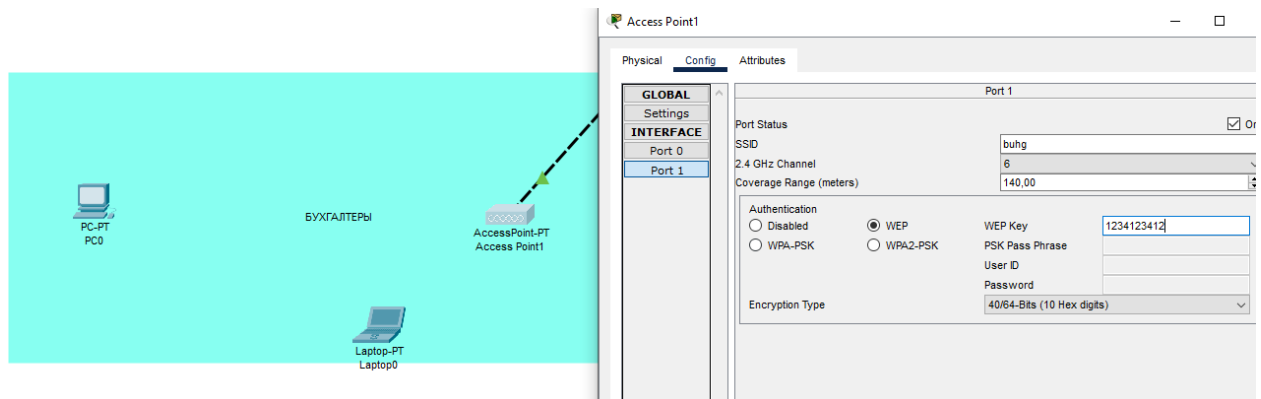 Access Point1
Physical Config Attributes
GLOBAL
Settings
INTERFACE
Port 0
Port 1
Port 1
Port Status
SSID buhg
2.4 GHz Channel 6
Coverage Range (meters) 140,00
Authentication
Disabled WEP WEP Key 1234123412
WPA-PSK WPA2-PSK PSK Pass Phrase
User ID
Password
Encryption Type 40/64-Bits (10 Hex digits)
PC-PT
PC0
БУХГАЛТЕРЫ
AccessPoint-PT
Access Point1
Laptop-PT
Laptop0